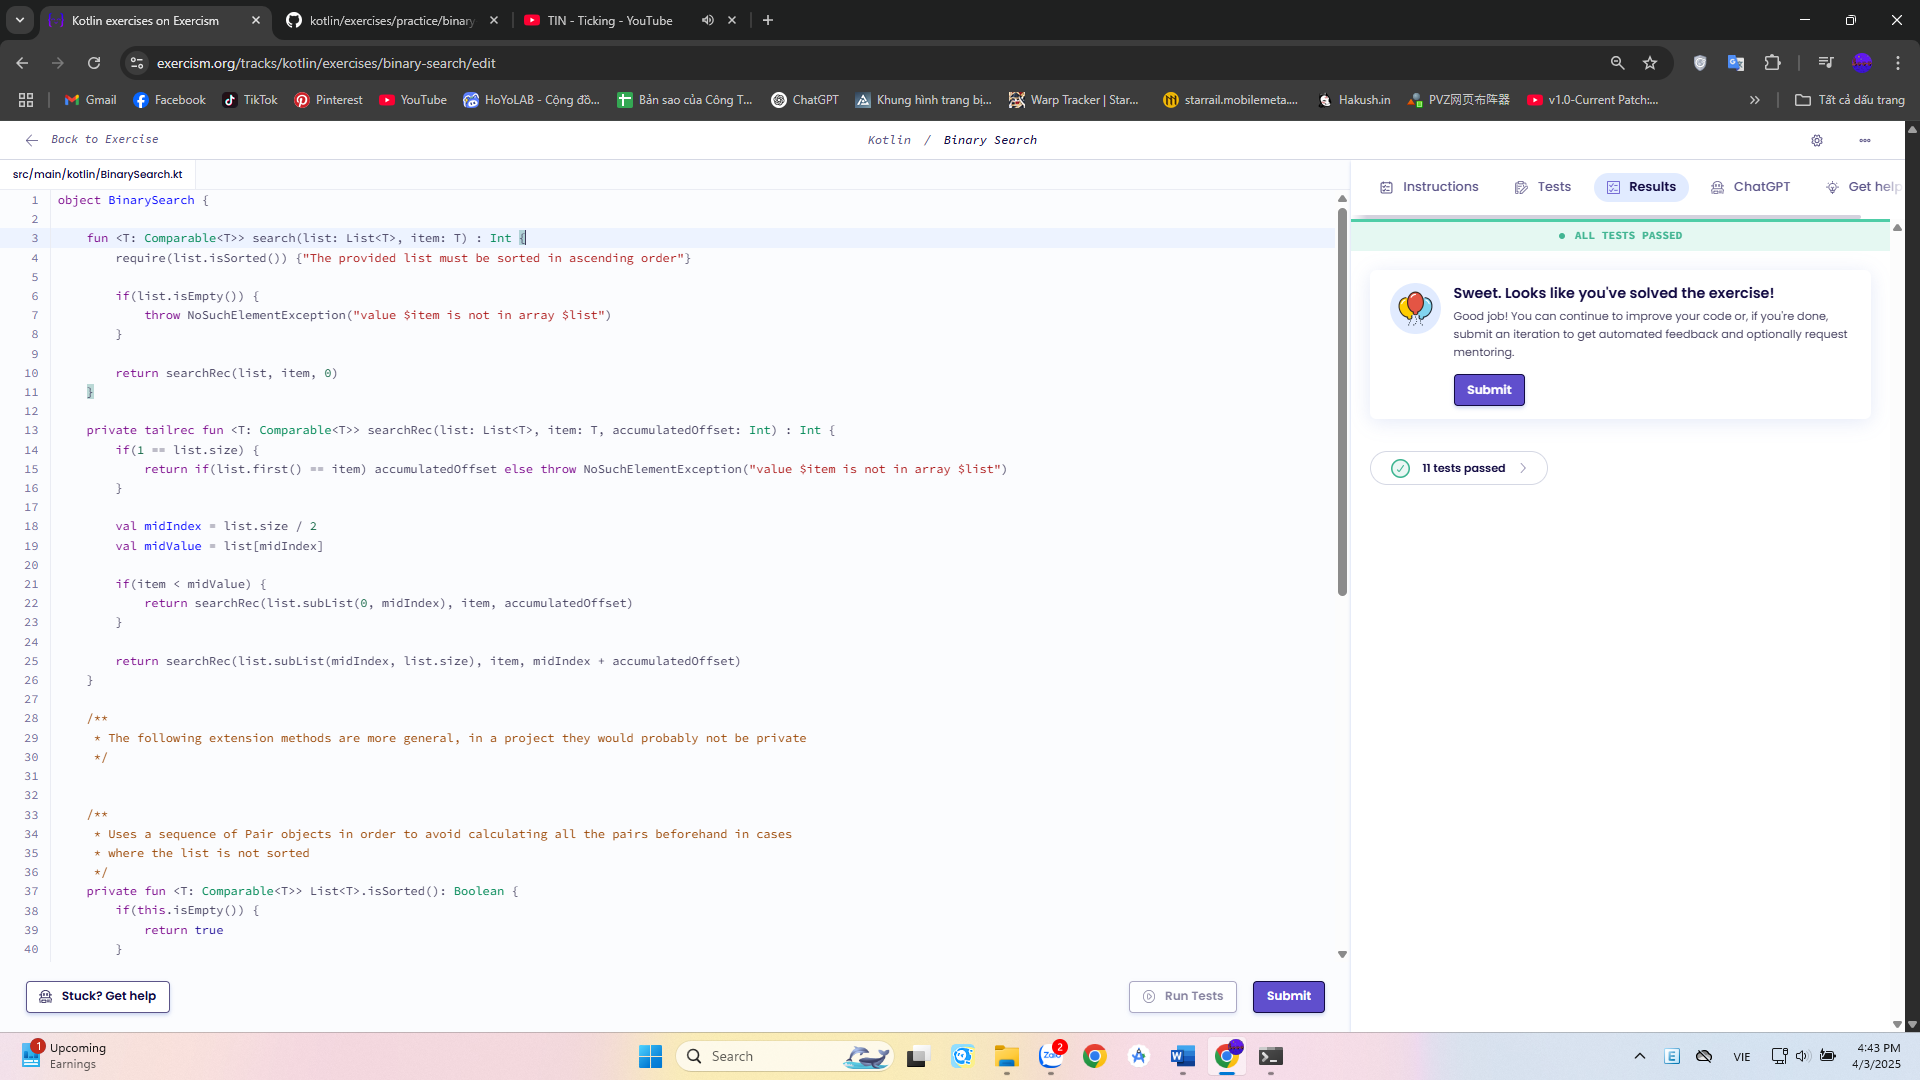 Kotlin exercises on Exercism
kotlin/exercises/practice/binary
TIN - Ticking - YouTube
exercism.org/tracks/kotlin/exercises/binary-search/edit
Gmail
Facebook
TikTok
Pinterest
YouTube
HoYoLAB - Cộng đồ...
Bản sao của Công T...
ChatGPT
Khung hình trang bị...
Warp Tracker | Star...
starrail.mobilemeta....
Hakush.in
PVZ网页布阵器
v1.0-Current Patch:...
Tất cả dấu trang
Back to Exercise
Kotlin / Binary Search
src/main/kotlin/BinarySearch.kt
1 object BinarySearch {
2
3 fun <T: Comparable<T>> search(list: List<T>, item: T) : Int {
4 require(list.isSorted()) {"The provided list must be sorted in ascending order"}
5
6 if(list.isEmpty()) {
7 throw NoSuchElementException("value $item is not in array $list")
8 }
9
10 return searchRec(list, item, 0)
11 }
12
13 private tailrec fun <T: Comparable<T>> searchRec(list: List<T>, item: T, accumulatedOffset: Int) : Int {
14 if(1 == list.size) {
15 return if(list.first() == item) accumulatedOffset else throw NoSuchElementException("value $item is not in array $list")
16 }
17
18 val midIndex = list.size / 2
19 val midValue = list[midIndex]
20
21 if(item < midValue) {
22 return searchRec(list.subList(0, midIndex), item, accumulatedOffset)
23 }
24
25 return searchRec(list.subList(midIndex, list.size), item, midIndex + accumulatedOffset)
26 }
27
28 /**
29 * The following extension methods are more general, in a project they would probably not be private
30 */
31
32
33 /**
34 * Uses a sequence of Pair objects in order to avoid calculating all the pairs beforehand in cases
35 * where the list is not sorted
36 */
37 private fun <T: Comparable<T>> List<T>.isSorted(): Boolean {
38 if(this.isEmpty()) {
39 return true
40 }
Stuck? Get help
Run Tests
Submit
Instructions
Tests
Results
ChatGPT
Get help
ALL TESTS PASSED
Sweet. Looks like you've solved the exercise!
Good job! You can continue to improve your code or, if you're done,
submit an iteration to get automated feedback and optionally request
mentoring.
Submit
11 tests passed
1
Upcoming
Earnings
Search
Zalo
2
VIE
4:43 PM
4/3/2025